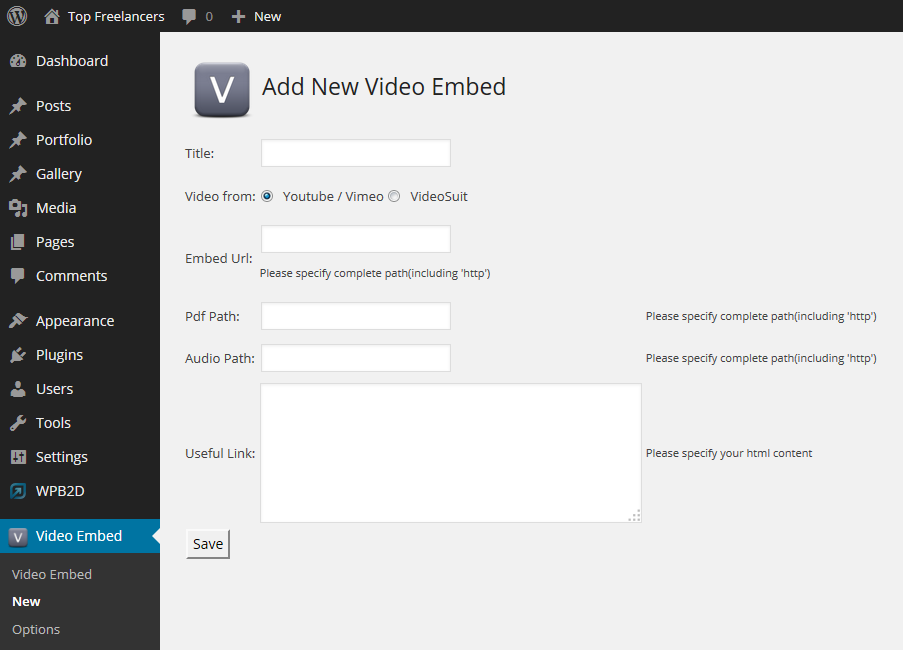 Top Freelancers 0 New
Dashboard
Posts
Portfolio
Gallery
Media
Pages
Comments
Appearance
Plugins
Users
Tools
Settings
WPB2D
V Video Embed
Video Embed
New
Options
V Add New Video Embed
Title:
Video from: Youtube / Vimeo VideoSuit
Embed Url:
Please specify complete path(including 'http')
Pdf Path: Please specify complete path(including 'http')
Audio Path: Please specify complete path(including 'http')
Useful Link: Please specify your html content
Save